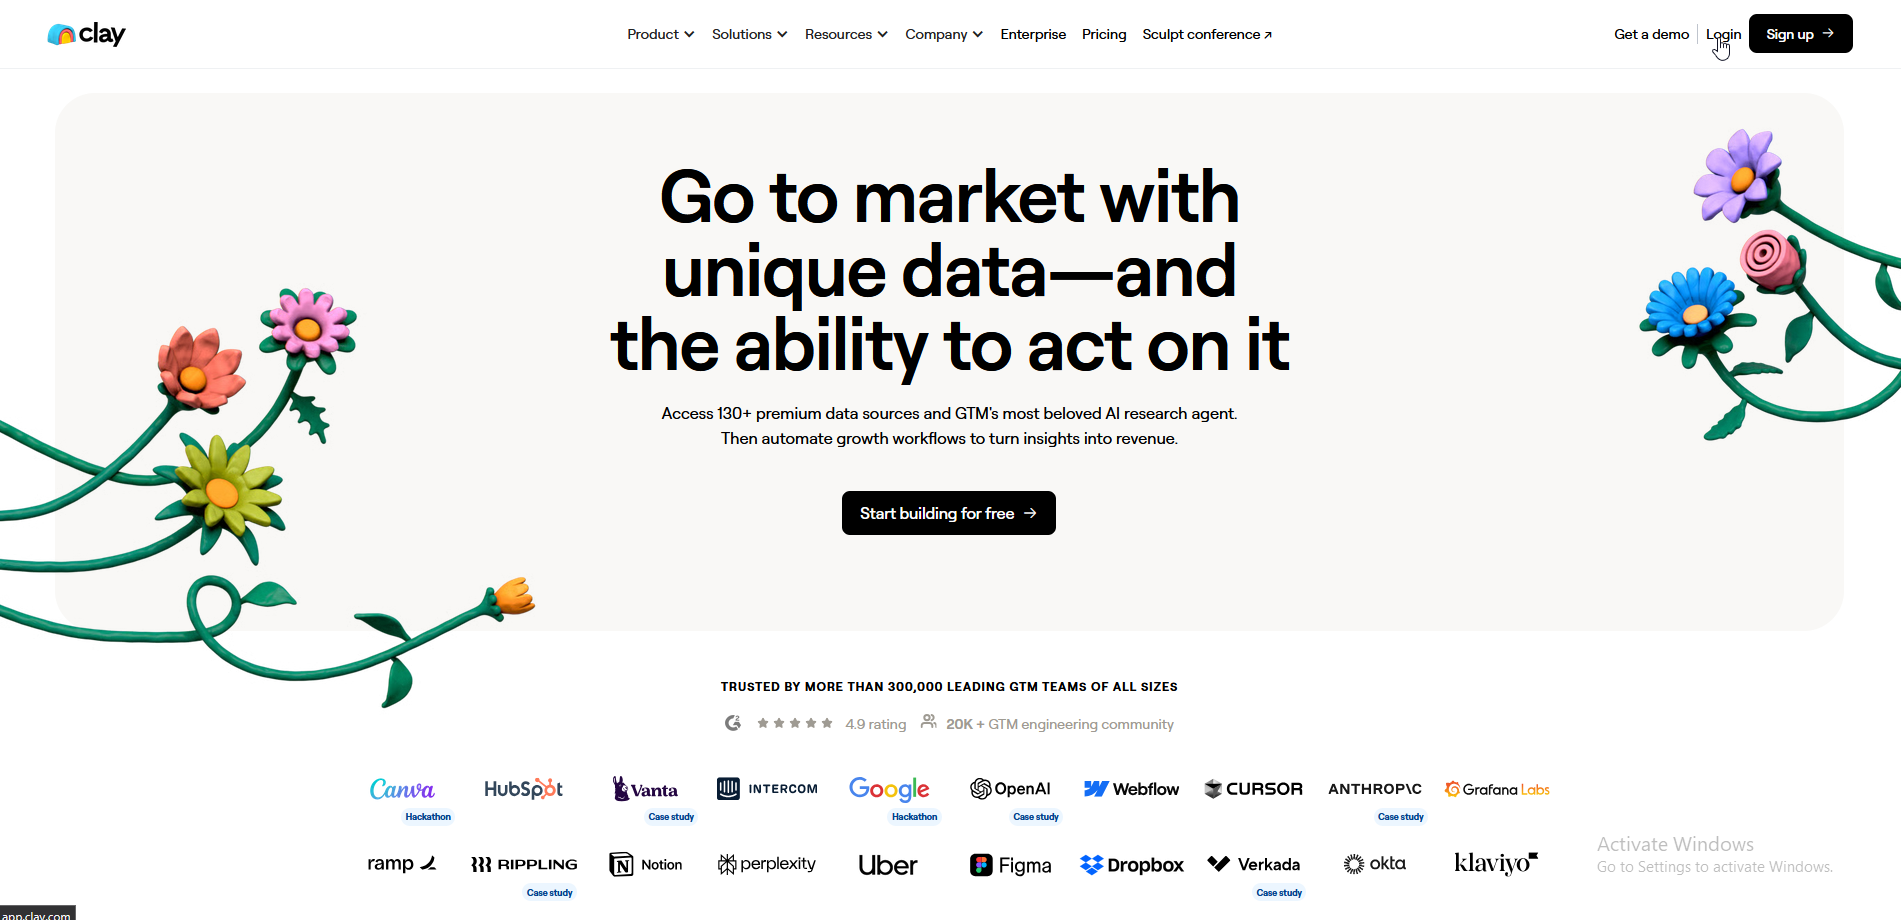 clay
Product Solutions Resources Company Enterprise Pricing Sculpt conference ↗
Get a demo Login Sign up →
Go to market with
unique data—and
the ability to act on it
Access 130+ premium data sources and GTM's most beloved AI research agent.
Then automate growth workflows to turn insights into revenue.
Start building for free →
TRUSTED BY MORE THAN 300,000 LEADING GTM TEAMS OF ALL SIZES
G2 ★★★★★ 4.9 rating 20K + GTM engineering community
Canva HubSpot Vanta INTERCOM Google OpenAI Webflow CURSOR ANTHROP\C Grafana Labs
Hackathon Case study Hackathon Case study Case study
ramp RIPPLING Notion perplexity Uber Figma Dropbox Verkada okta klaviyo
Case study Case study
Activate Windows
Go to Settings to activate Windows.
app.clay.com